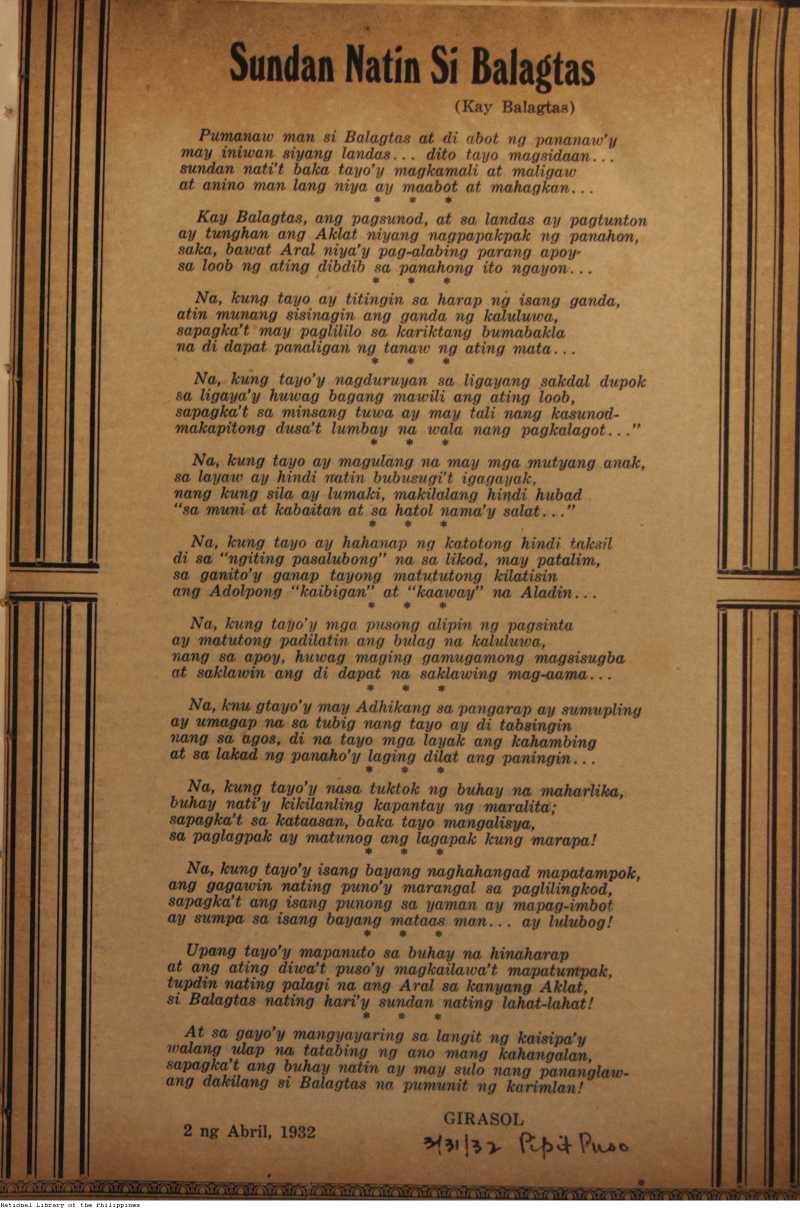 Sundan Natin Si Balagtas
(Kay Balagtas)
Pumanaw man si Balagtas at di abot ng pananaw'y
may iniwan siyang landas... dito tayo magsidaan...
sundan nati't baka tayo'y magkamali at maligaw
at anino man lang niya ay maabot at mahagkan...
* * *
Kay Balagtas, ang pagsunod, at sa landas ay pagtunton
ay tunghan ang Aklat niyang nagpapakpak ng panahon,
saka, bawat Aral niya'y pag-alabing parang apoy
sa loob ng ating dibdib sa panahong ito ngayon...
* * *
Na, kung tayo ay titingin sa harap ng isang ganda,
atin munang sisinagin ang ganda ng kaluluwa,
sapagka't may paglililo sa kariktang bumabakla
na di dapat panaligan ng tanaw ng ating mata...
* * *
Na, kung tayo'y nagduruyan sa ligayang sakdal dupok
sa ligaya'y huwag bagang mawili ang ating loob,
sapagka't sa minsang tuwa ay may tali nang kasunod-
makapitong dusa't lumbay na wala nang pagkalagot..."
* * *
Na, kung tayo ay magulang na may mga mutyang anak,
sa layaw ay hindi natin bubusugi't igagayak,
nang kung sila ay lumaki, makilalang hindi hubad
"sa muni at kabaitan at sa hatol nama'y salat..."
* * *
Na, kung tayo ay hahanap ng katotong hindi taksil
di sa "ngiting pasalubong" na sa likod, may patalim,
sa ganito'y ganap tayong matututong kilatisin
ang Adolpong "kaibigan" at "kaaway" na Aladin...
* * *
Na, kung tayo'y mga pusong alipin ng pagsinta
ay matutong padilatin ang bulag na kaluluwa,
nang sa apoy, huwag maging gamugamong magsisugba
at saklawin ang di dapat na saklawing mag-aama...
* * *
Na, knu gtayo'y may Adhikang sa pangarap ay sumupling
ay umagap na sa tubig nang tayo ay di tabsingin
nang sa agos, di na tayo mga layak ang kahambing
at sa lakad ng panaho'y laging dilat ang paningin...
* * *
Na, kung tayo'y nasa tuktok ng buhay na maharlika,
buhay nati'y kikilanling kapantay ng maralita;
sapagka't sa kataasan, baka tayo mangalisya,
sa paglagpak ay matunog ang lagapak kung marapa!
* * *
Na, kung tayo'y isang bayang naghahangad mapatampok,
ang gagawin nating puno'y marangal sa paglilingkod,
sapagka't ang isang punong sa yaman ay mapag-imbot
ay sumpa sa isang bayang mataas man... ay lulubog!
* * *
Upang tayo'y mapanuto sa buhay na hinaharap
at ang ating diwa't puso'y magkailawa't mapatumpak,
tupdin nating palagi na ang Aral sa kanyang Aklat,
si Balagtas nating hari'y sundan nating lahat-lahat!
* * *
At sa gayo'y mangyayaring sa langit ng kaisipa'y
walang ulap na tatabing ng ano mang kahangalan,
sapagka't ang buhay natin ay may sulo nang pananglaw-
ang dakilang si Balagtas na pumunit ng karimlan!
GIRASOL
2 ng Abril, 1932
3/31/32 Pipit Puso
National Library of the Philippines